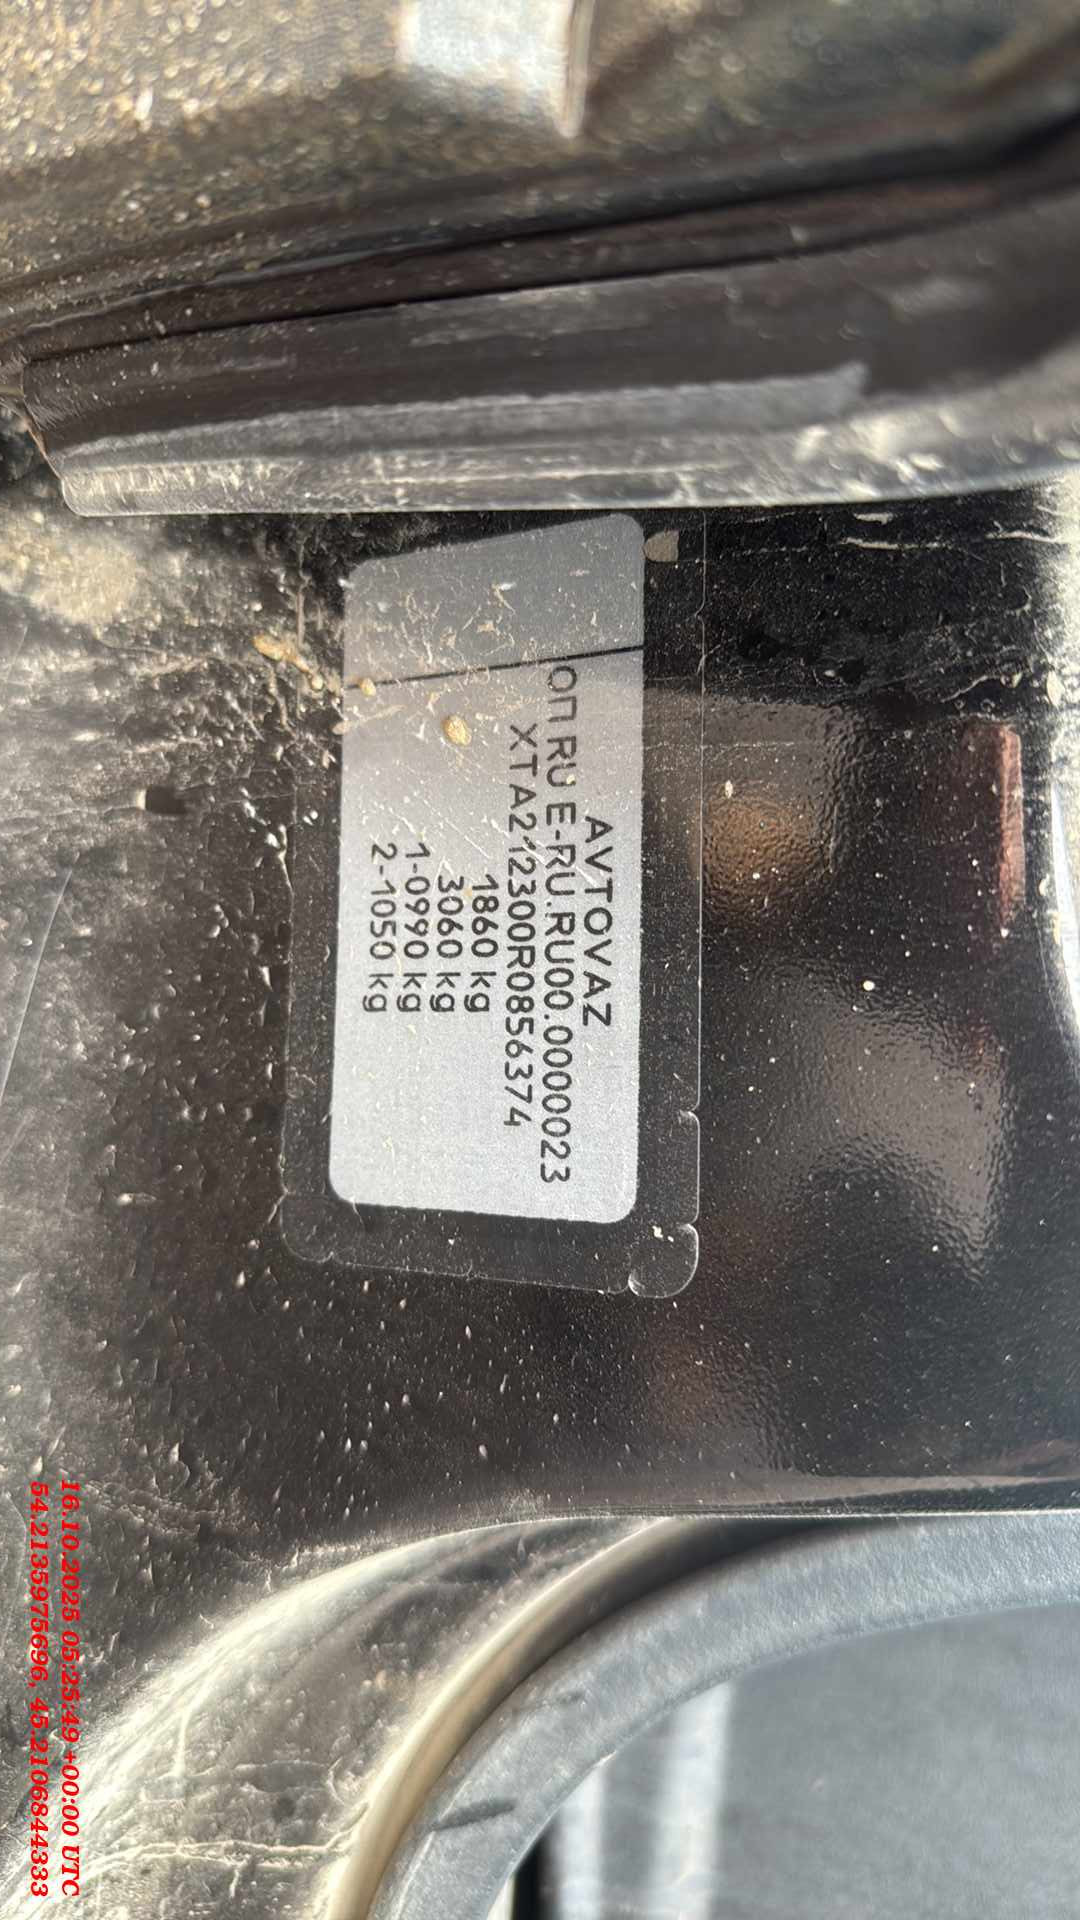 AVTOVAZ
ОП RU E-RU.RU00.0000023
XTA212300R0856374
1860 kg
3060 kg
1-0990 kg
2-1050 kg
16.10.2025 05:25:49 +00:00 UTC
54.2135975696, 45.2106844333